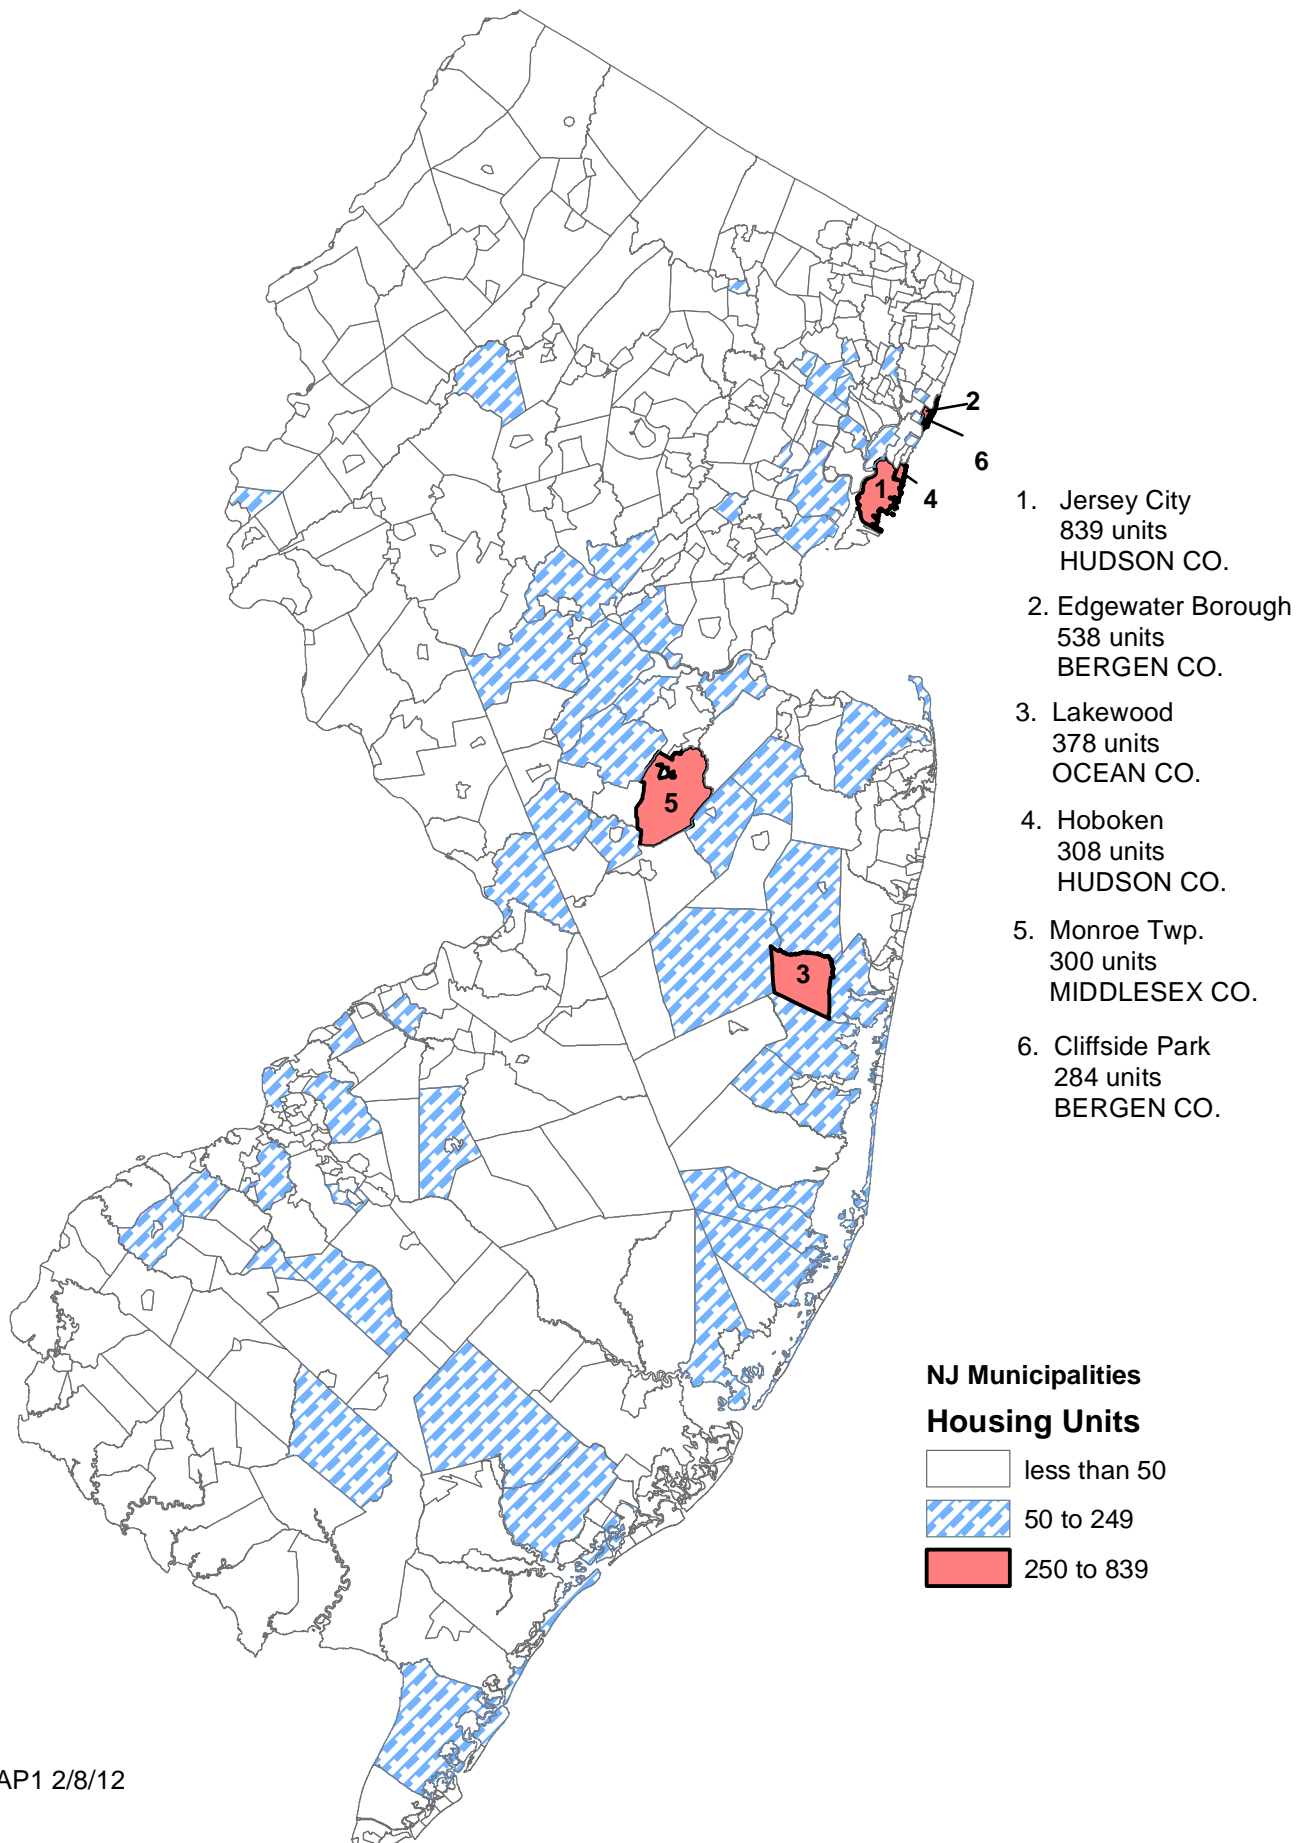 2
6
1
4
1. Jersey City
839 units
HUDSON CO.
2. Edgewater Borough
538 units
BERGEN CO.
3. Lakewood
378 units
OCEAN CO.
4. Hoboken
308 units
HUDSON CO.
5. Monroe Twp.
300 units
MIDDLESEX CO.
6. Cliffside Park
284 units
BERGEN CO.
5
3
NJ Municipalities
Housing Units
less than 50
50 to 249
250 to 839
AP1 2/8/12